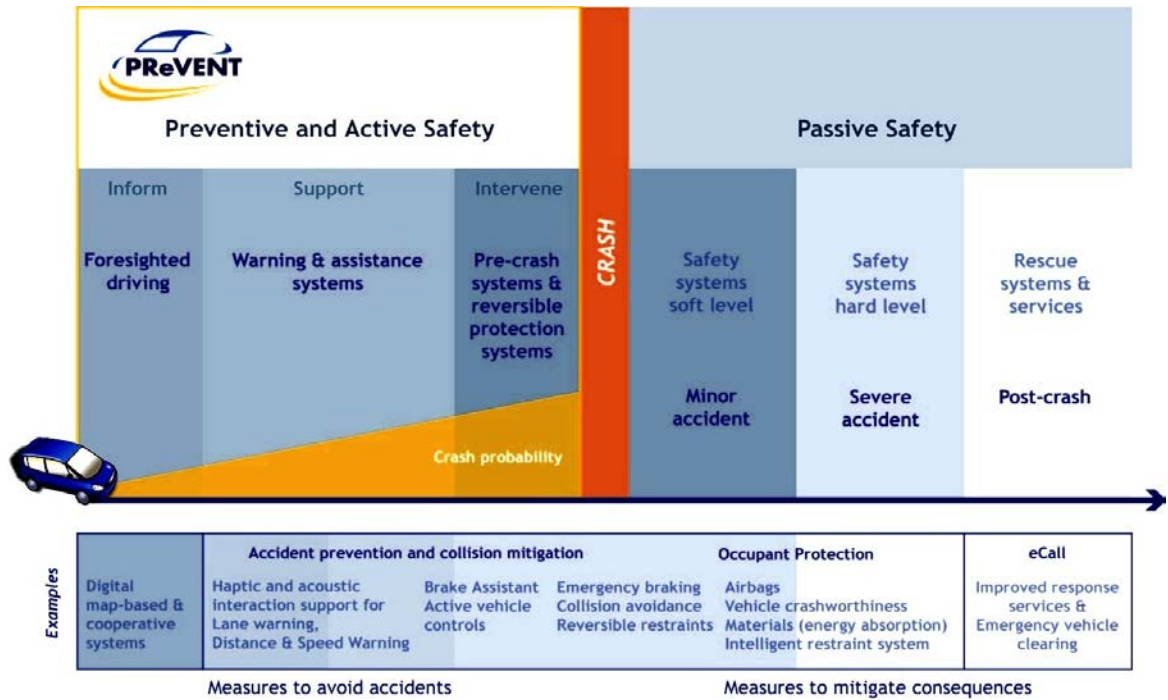 PReVENT
Preventive and Active Safety
Passive Safety
Inform
Support
Intervene
Foresighted
driving
Warning & assistance
systems
Pre-crash
systems &
reversible
protection
systems
CRASH
Safety
systems
soft level
Safety
systems
hard level
Rescue
systems &
services
Minor
accident
Severe
accident
Post-crash
Crash probability
Examples
Digital
map-based &
cooperative
systems
Accident prevention and collision mitigation
Haptic and acoustic
interaction support for
Lane warning,
Distance & Speed Warning
Brake Assistant
Active vehicle
controls
Emergency braking
Collision avoidance
Reversible restraints
Occupant Protection
Airbags
Vehicle crashworthiness
Materials (energy absorption)
Intelligent restraint system
eCall
Improved response
services &
Emergency vehicle
clearing
Measures to avoid accidents
Measures to mitigate consequences